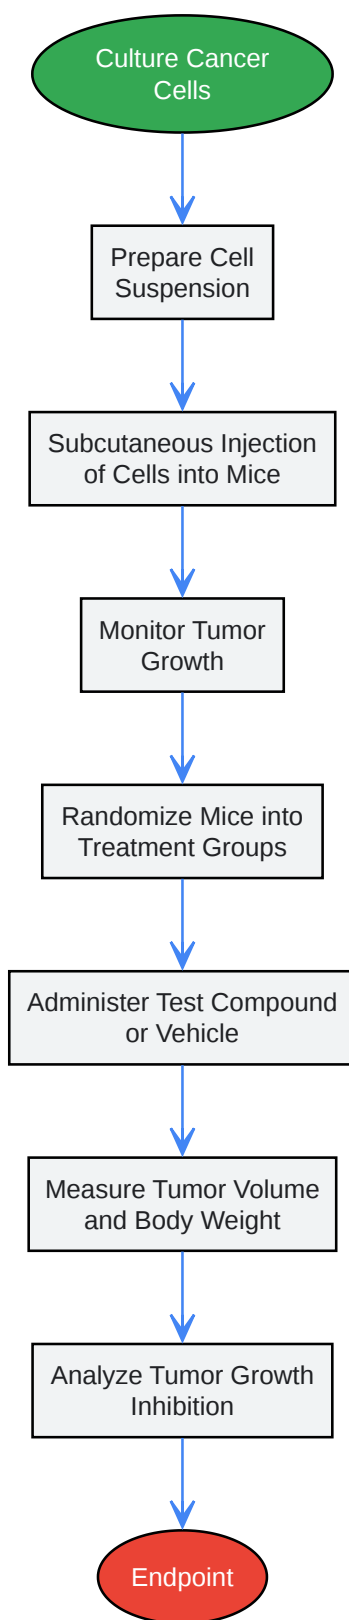 Culture Cancer
Cells
Prepare Cell
Suspension
Subcutaneous Injection
of Cells into Mice
Monitor Tumor
Growth
Randomize Mice into
Treatment Groups
Administer Test Compound
or Vehicle
Measure Tumor Volume
and Body Weight
Analyze Tumor Growth
Inhibition
Endpoint